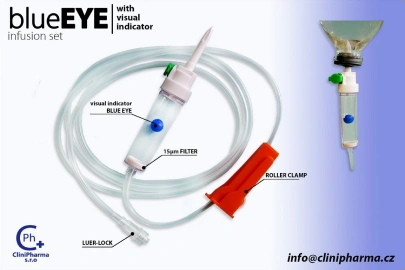 blueEYE
infusion set
with
visual
indicator
visual indicator
BLUE EYE
15µm FILTER
ROLLER CLAMP
LUER-LOCK
Ph
CliniPharma
s.r.o
info@clinipharma.cz